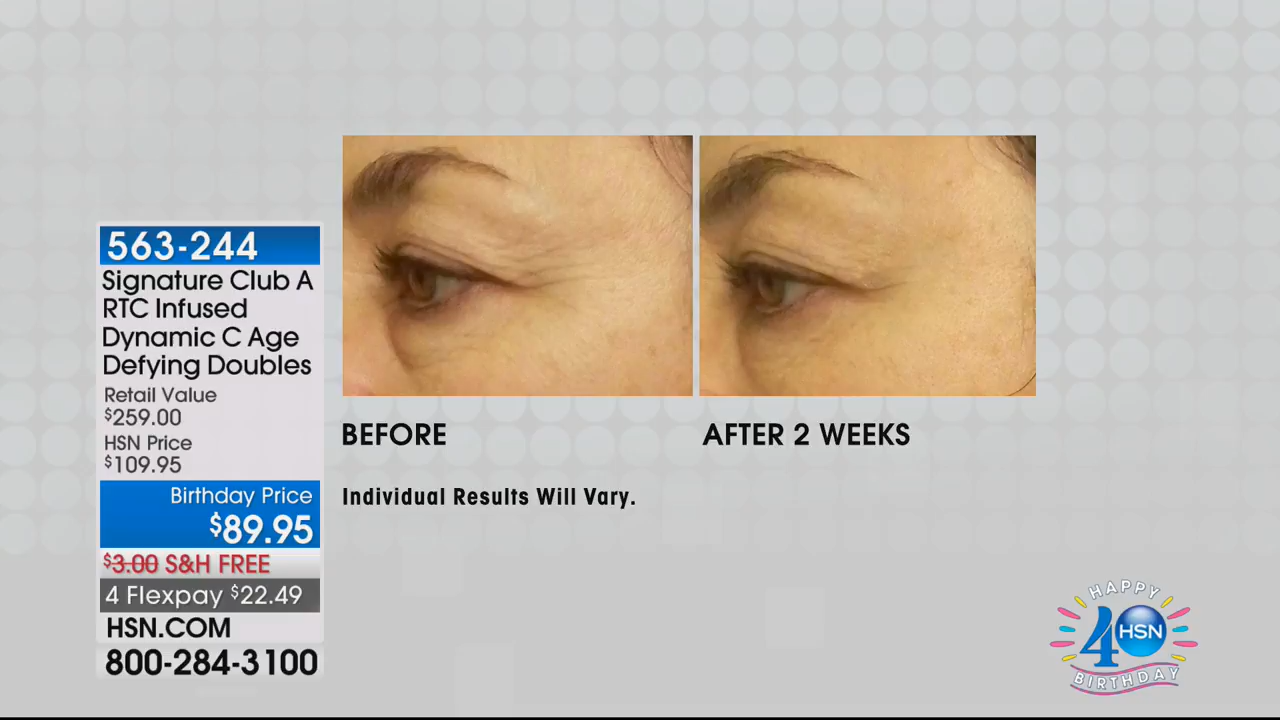 563-244
Signature Club A
RTC Infused
Dynamic C Age
Defying Doubles
Retail Value
$259.00
HSN Price
$109.95
Birthday Price
$89.95
$3.00 S&H FREE
4 Flexpay $22.49
HSN.COM
800-284-3100
BEFORE
AFTER 2 WEEKS
Individual Results Will Vary.
HAPPY
40 HSN
BIRTHDAY